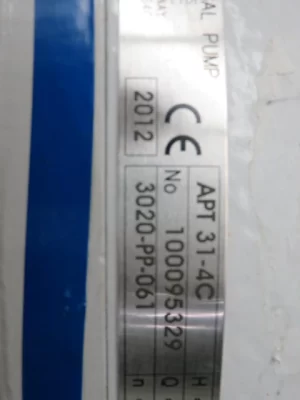 AL PUMP
CE
2012
APT 31-4C
No 100095329
3020-PP-061
H
Q
n